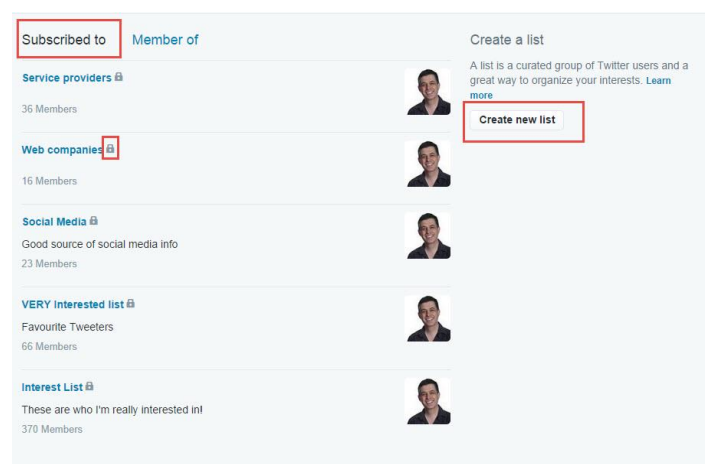 Subscribed to
Member of
Service providers
36 Members
Web companies
16 Members
Social Media
Good source of social media info
23 Members
VERY Interested list
Favourite Tweeters
66 Members
Interest List
These are who I'm really interested in!
370 Members
Create a list
A list is a curated group of Twitter users and a
great way to organize your interests. Learn
more
Create new list